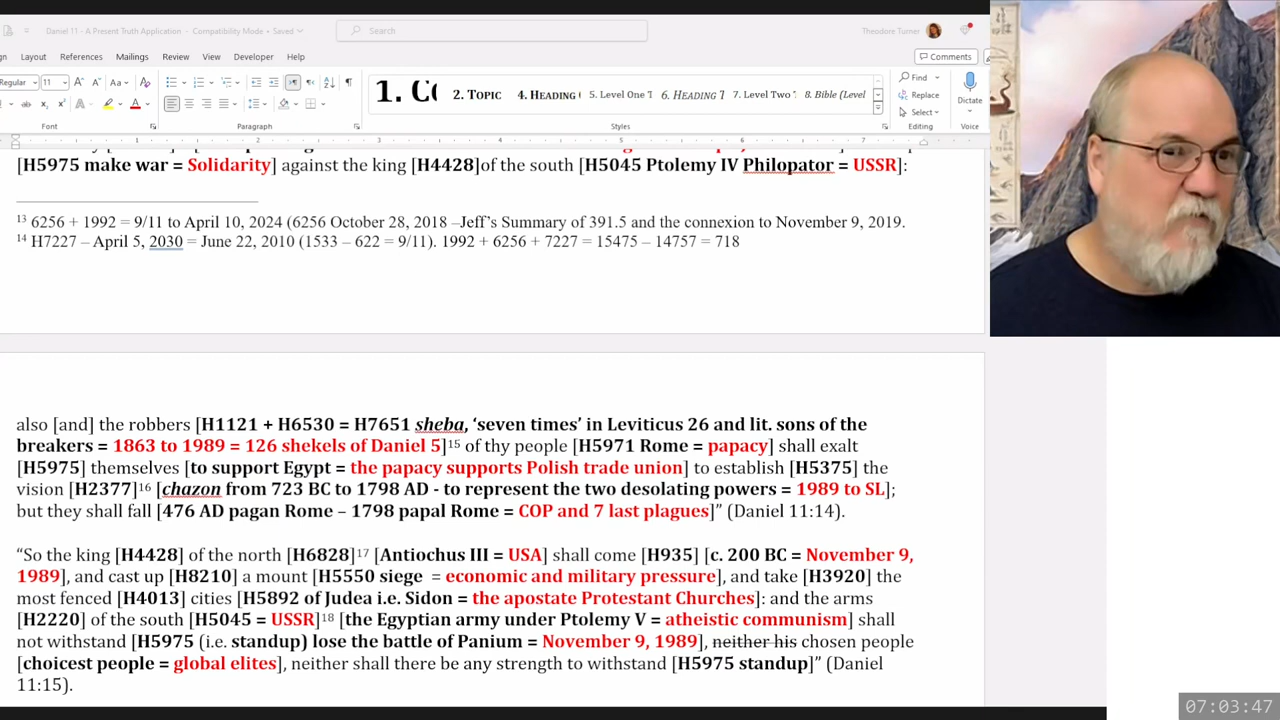 Daniel 11 - A Present Truth Application - Compatibility Mode • Saved
Search
Theodore Turner
Layout References Mailings Review View Developer Help
Comments
Regular 11 A A Aa
1. Co 2. TOPIC 4. HEADING 5. Level One T 6. HEADING T 7. Level Two T 8. Bible (Level
Find
Replace
Select
Dictate
Font Paragraph Styles Editing Voice
1 2 3 4 5 6 7
[H5975 make war = Solidarity] against the king [H4428]of the south [H5045 Ptolemy IV Philopator = USSR]:
13 6256 + 1992 = 9/11 to April 10, 2024 (6256 October 28, 2018 –Jeff’s Summary of 391.5 and the connexion to November 9, 2019.
14 H7227 – April 5, 2030 = June 22, 2010 (1533 – 622 = 9/11). 1992 + 6256 + 7227 = 15475 – 14757 = 718
also [and] the robbers [H1121 + H6530 = H7651 sheba, ‘seven times’ in Leviticus 26 and lit. sons of the
breakers = 1863 to 1989 = 126 shekels of Daniel 5]15 of thy people [H5971 Rome = papacy] shall exalt
[H5975] themselves [to support Egypt = the papacy supports Polish trade union] to establish [H5375] the
vision [H2377]16 [chazon from 723 BC to 1798 AD - to represent the two desolating powers = 1989 to SL];
but they shall fall [476 AD pagan Rome – 1798 papal Rome = COP and 7 last plagues]” (Daniel 11:14).
“So the king [H4428] of the north [H6828]17 [Antiochus III = USA] shall come [H935] [c. 200 BC = November 9,
1989], and cast up [H8210] a mount [H5550 siege = economic and military pressure], and take [H3920] the
most fenced [H4013] cities [H5892 of Judea i.e. Sidon = the apostate Protestant Churches]: and the arms
[H2220] of the south [H5045 = USSR]18 [the Egyptian army under Ptolemy V = atheistic communism] shall
not withstand [H5975 (i.e. standup) lose the battle of Panium = November 9, 1989], neither his chosen people
[choicest people = global elites], neither shall there be any strength to withstand [H5975 standup]” (Daniel
11:15).
07:03:47